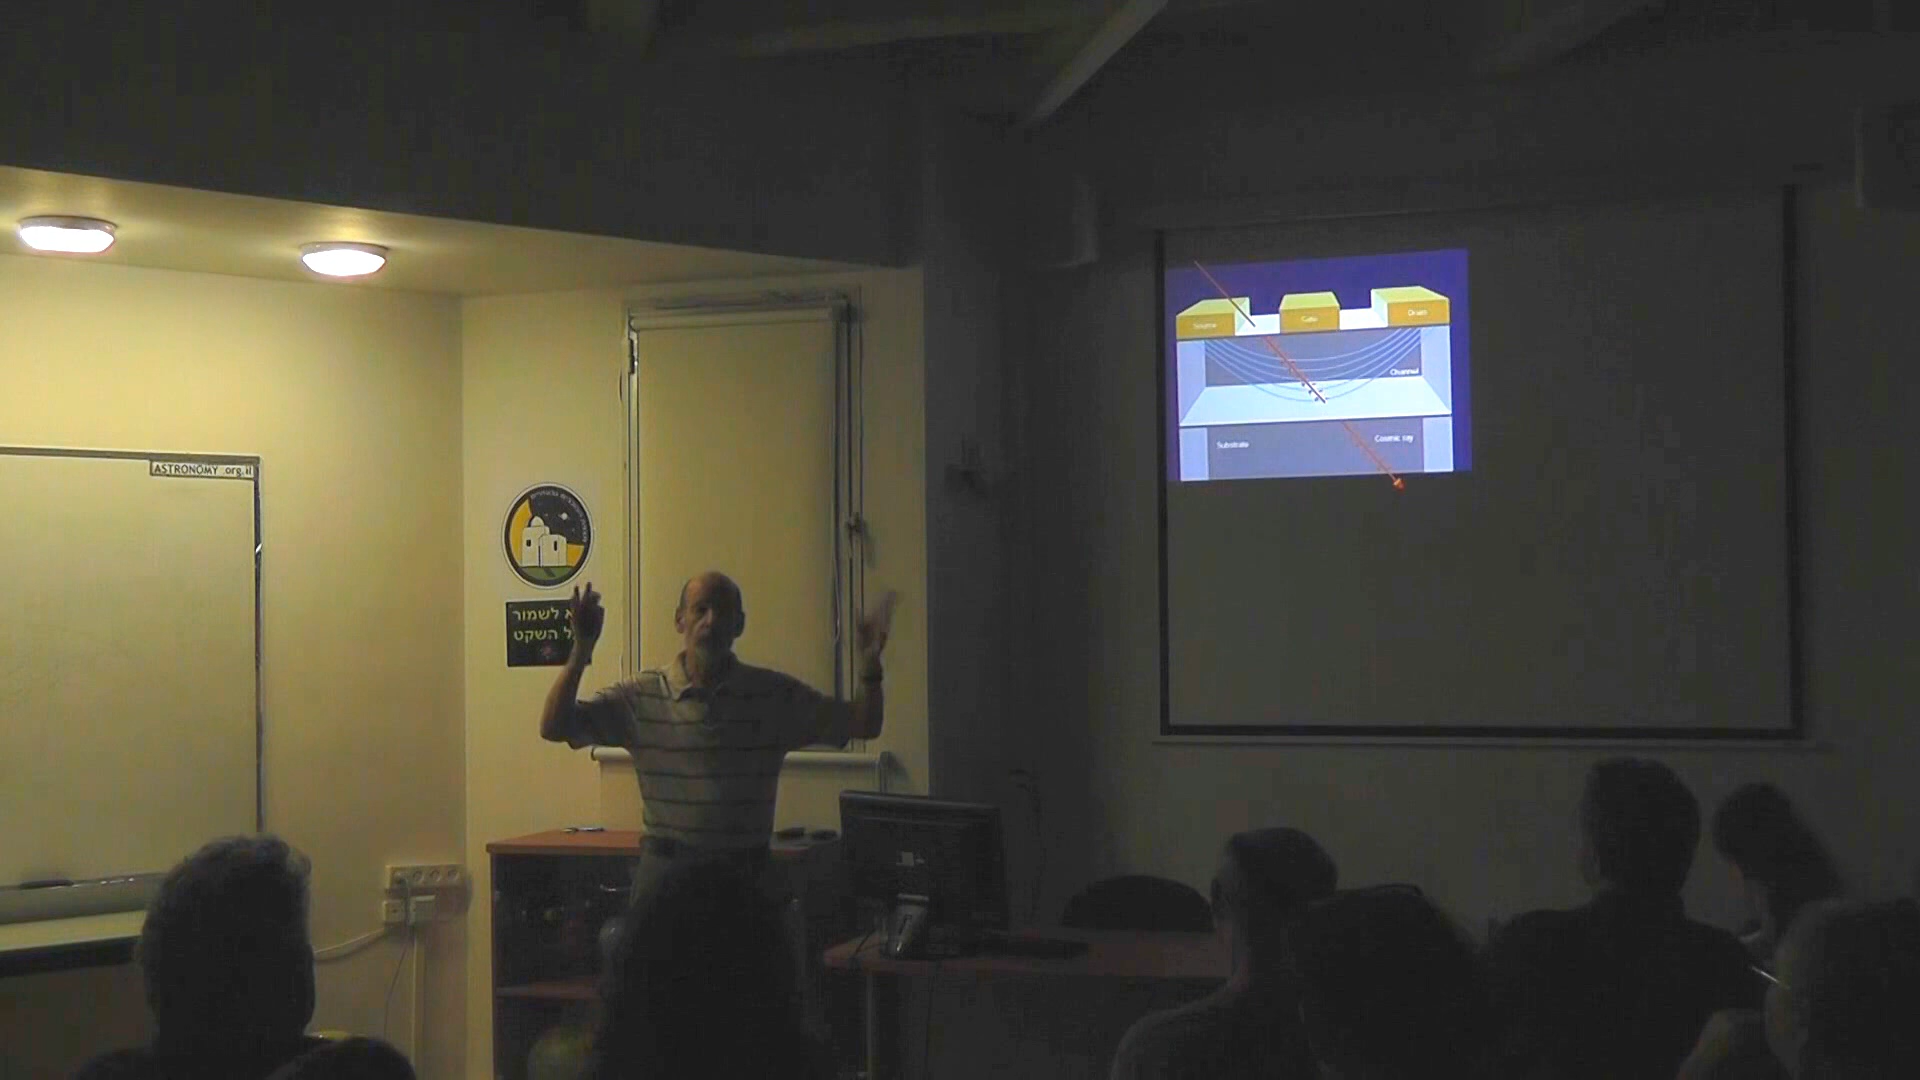 ASTRONOMY.org.il
לשמור
השקט
Source
Gate
Drain
Channel
Substrate
Cosmic ray